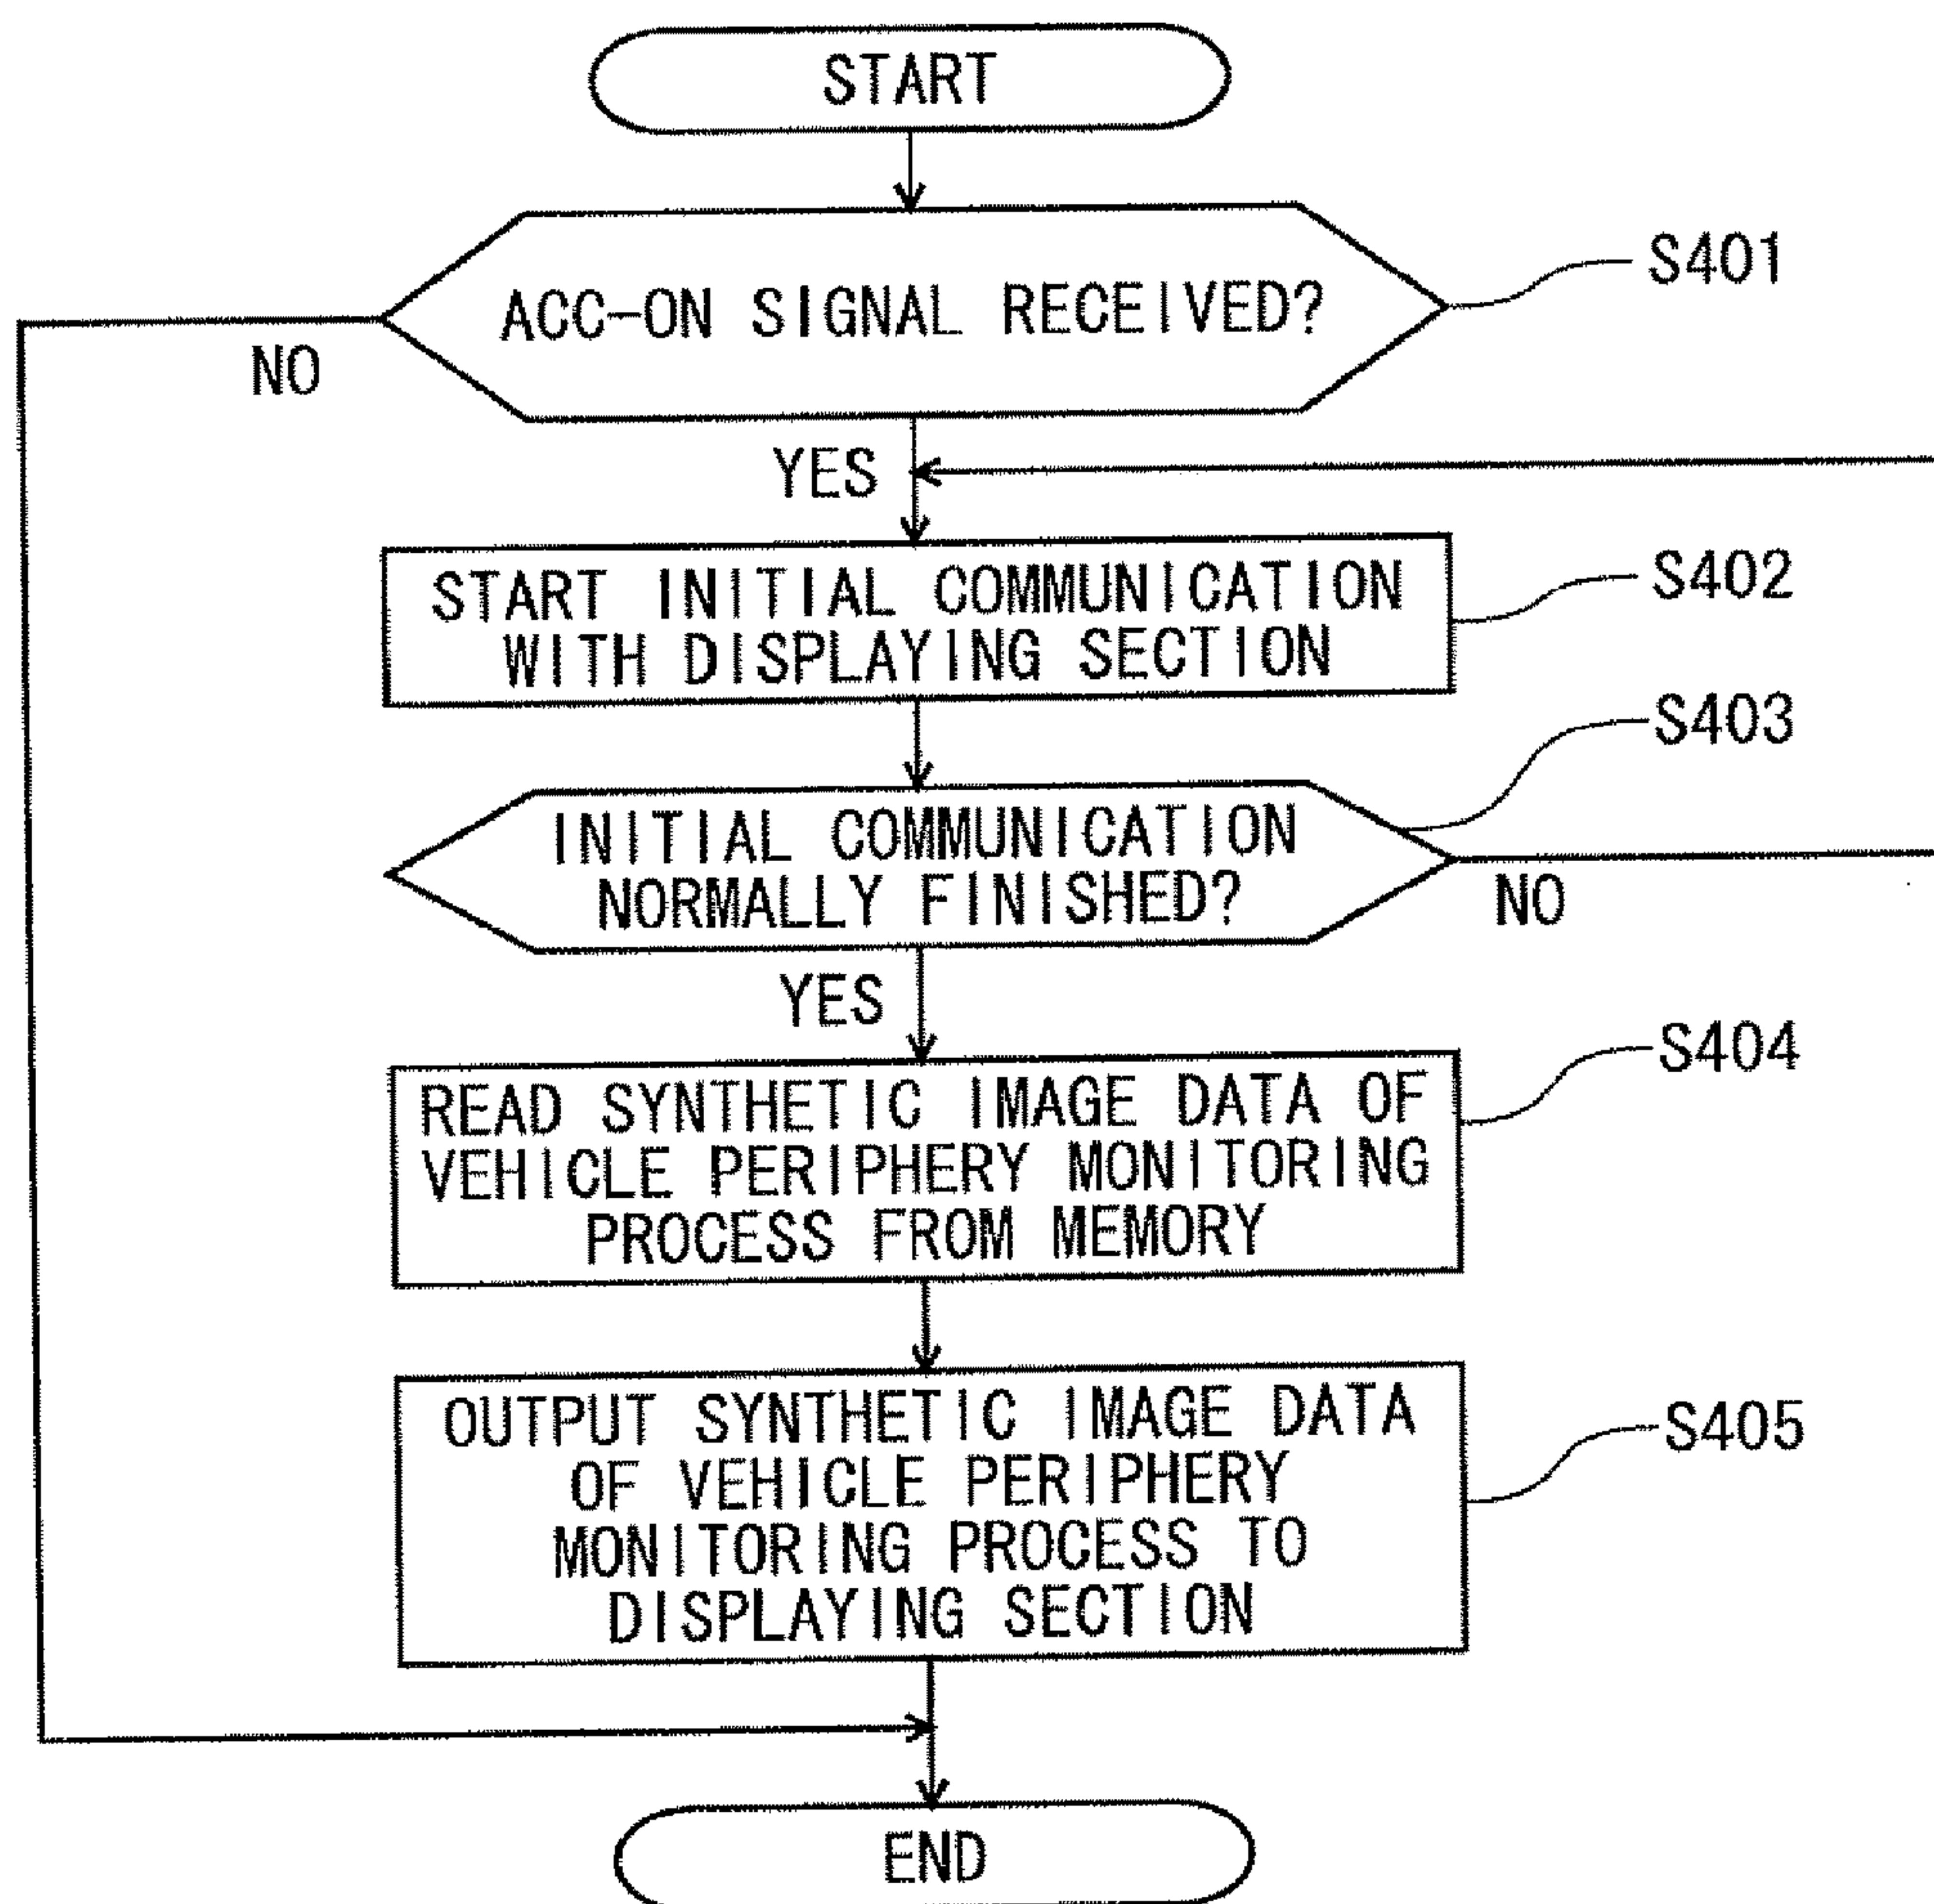 START
ACC-ON SIGNAL RECEIVED?
S401
NO
YES
START INITIAL COMMUNICATION
WITH DISPLAYING SECTION
S402
S403
INITIAL COMMUNICATION
NORMALLY FINISHED?
NO
YES
S404
READ SYNTHETIC IMAGE DATA OF
VEHICLE PERIPHERY MONITORING
PROCESS FROM MEMORY
OUTPUT SYNTHETIC IMAGE DATA
OF VEHICLE PERIPHERY
MONITORING PROCESS TO
DISPLAYING SECTION
S405
END